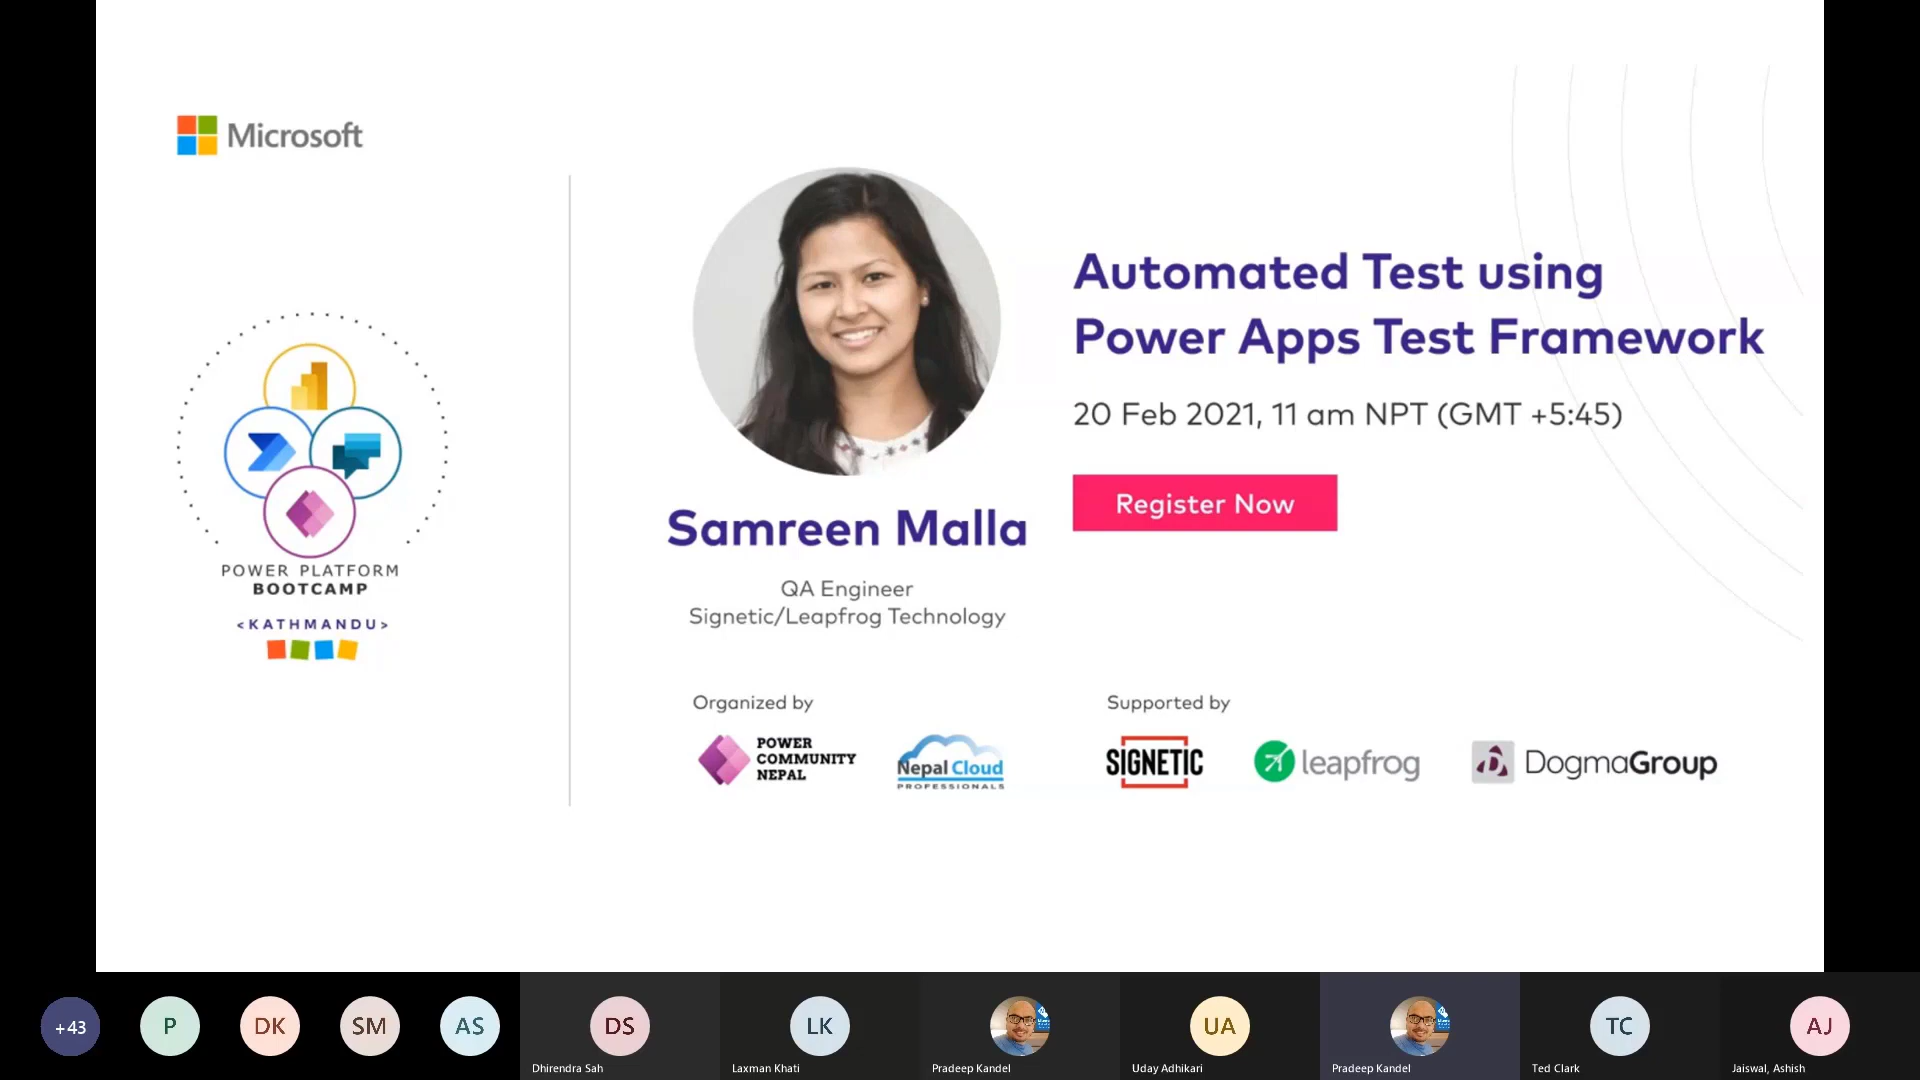 Microsoft
POWER PLATFORM
BOOTCAMP
<KATHMANDU>
Samreen Malla
QA Engineer
Signetic/Leapfrog Technology
Automated Test using
Power Apps Test Framework
20 Feb 2021, 11 am NPT (GMT +5:45)
Register Now
Organized by
POWER
COMMUNITY
NEPAL
Nepal Cloud
PROFESSIONALS
Supported by
SIGNETIC
leapfrog
DogmaGroup
+43
P
DK
SM
AS
DS
Dhirendra Sah
LK
Laxman Khati
Pradeep Kandel
UA
Uday Adhikari
Pradeep Kandel
TC
Ted Clark
AJ
Jaiswal, Ashish